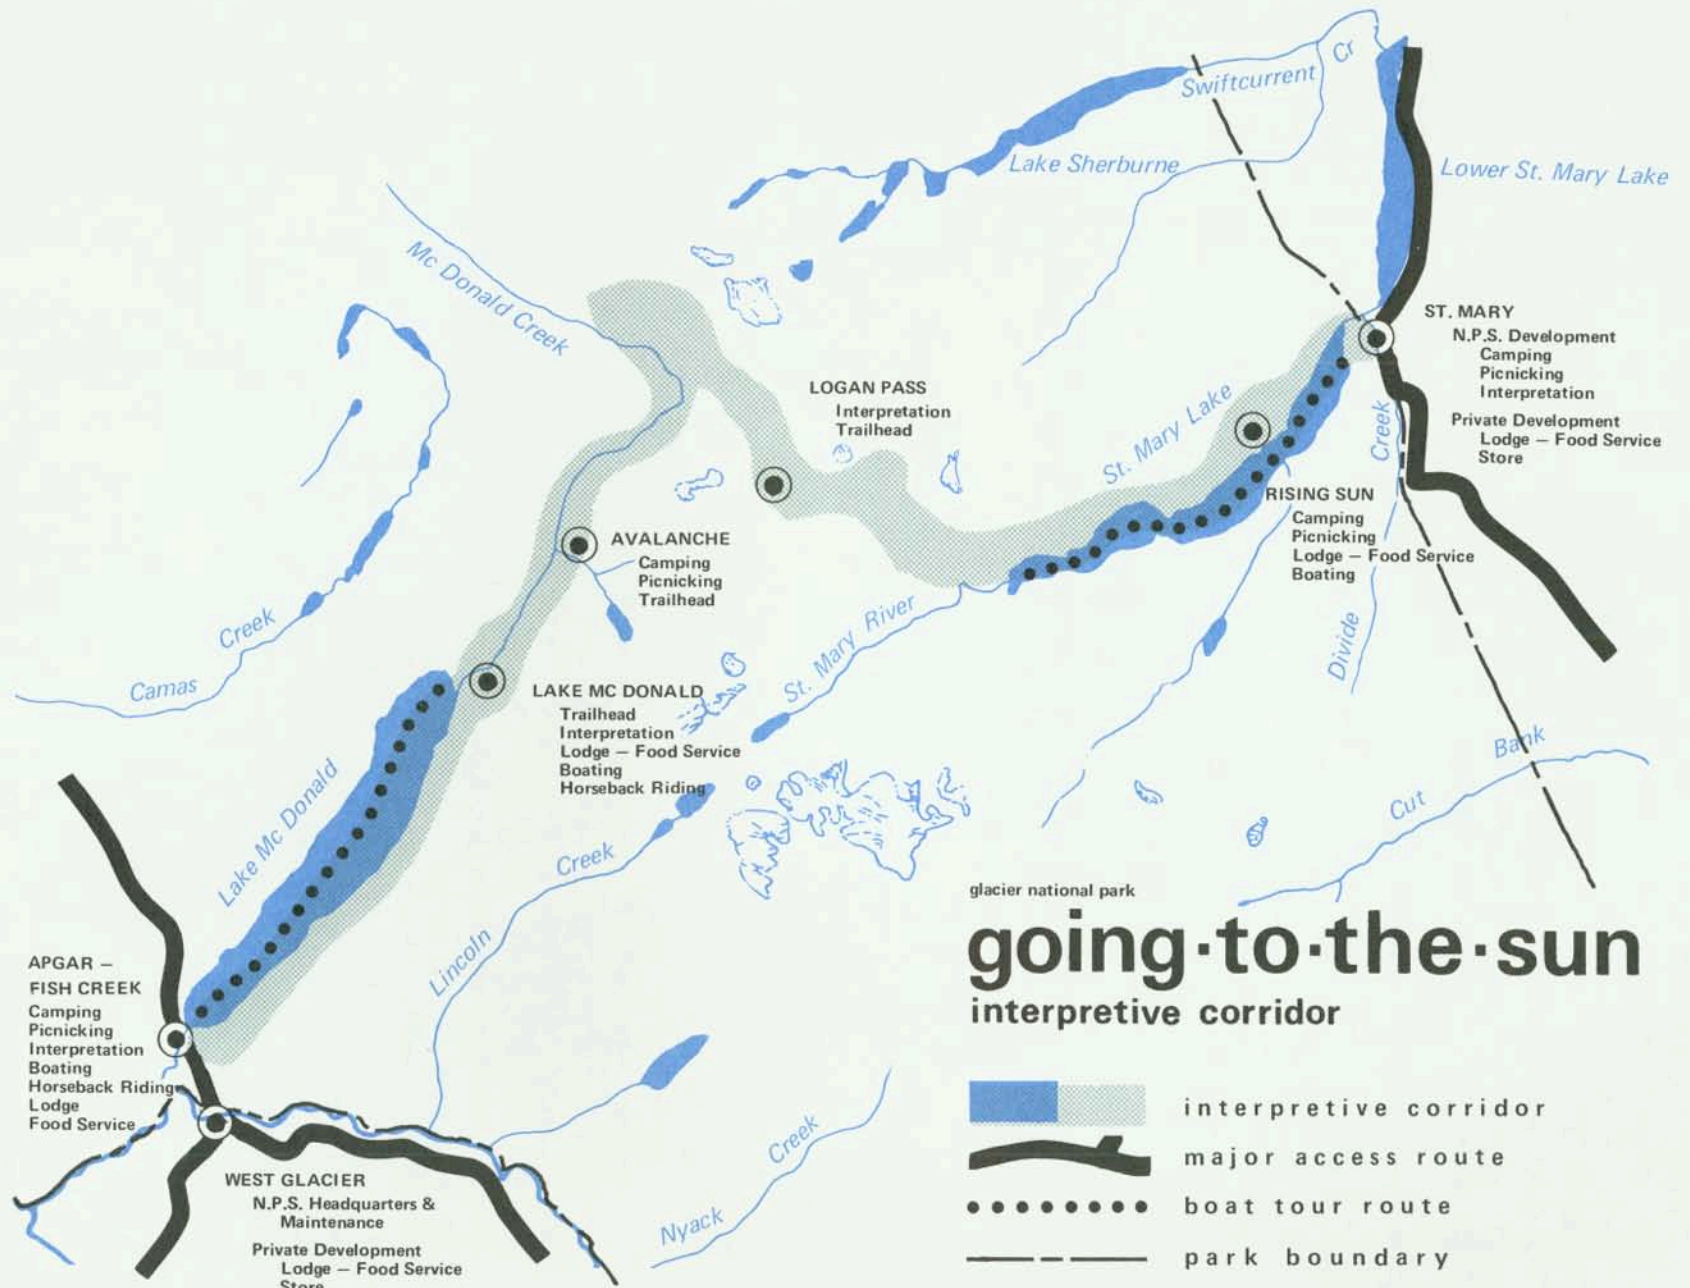 Swiftcurrent
Cr
Lake Sherburne
Lower St. Mary Lake
Mc Donald Creek
ST. MARY
N.P.S. Development
Camping
Picnicking
Interpretation
Private Development
Lodge — Food Service
Store
LOGAN PASS
Interpretation
Trailhead
St. Mary Lake
Creek
Divide
RISING SUN
Camping
Picnicking
Lodge — Food Service
Boating
AVALANCHE
Camping
Picnicking
Trailhead
Creek
Camas
St. Mary River
LAKE MC DONALD
Trailhead
Interpretation
Lodge — Food Service
Boating
Horseback Riding
Lake Mc Donald
Bank
Cut
Creek
Lincoln
APGAR —
FISH CREEK
Camping
Picnicking
Interpretation
Boating
Horseback Riding
Lodge
Food Service
WEST GLACIER
N.P.S. Headquarters &
Maintenance
Private Development
Lodge — Food Service
Store
Creek
Nyack
glacier national park
going·to·the·sun
interpretive corridor
interpretive corridor
major access route
boat tour route
park boundary